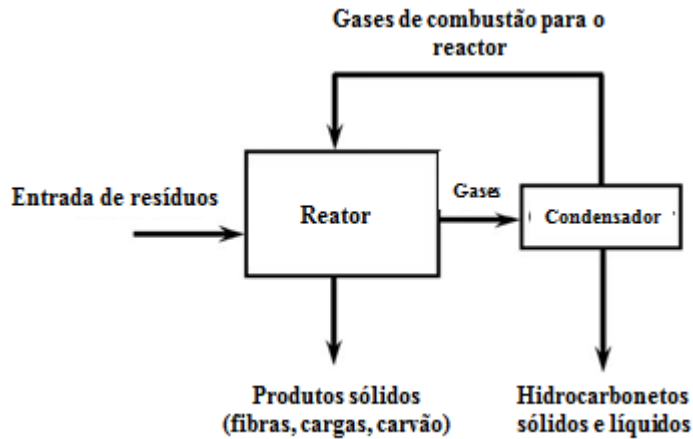 Gases de combustão para o
reactor
Entrada de resíduos
Reator
Gases
Condensador
Produtos sólidos
(fibras, cargas, carvão)
Hidrocarbonetos
sólidos e líquidos